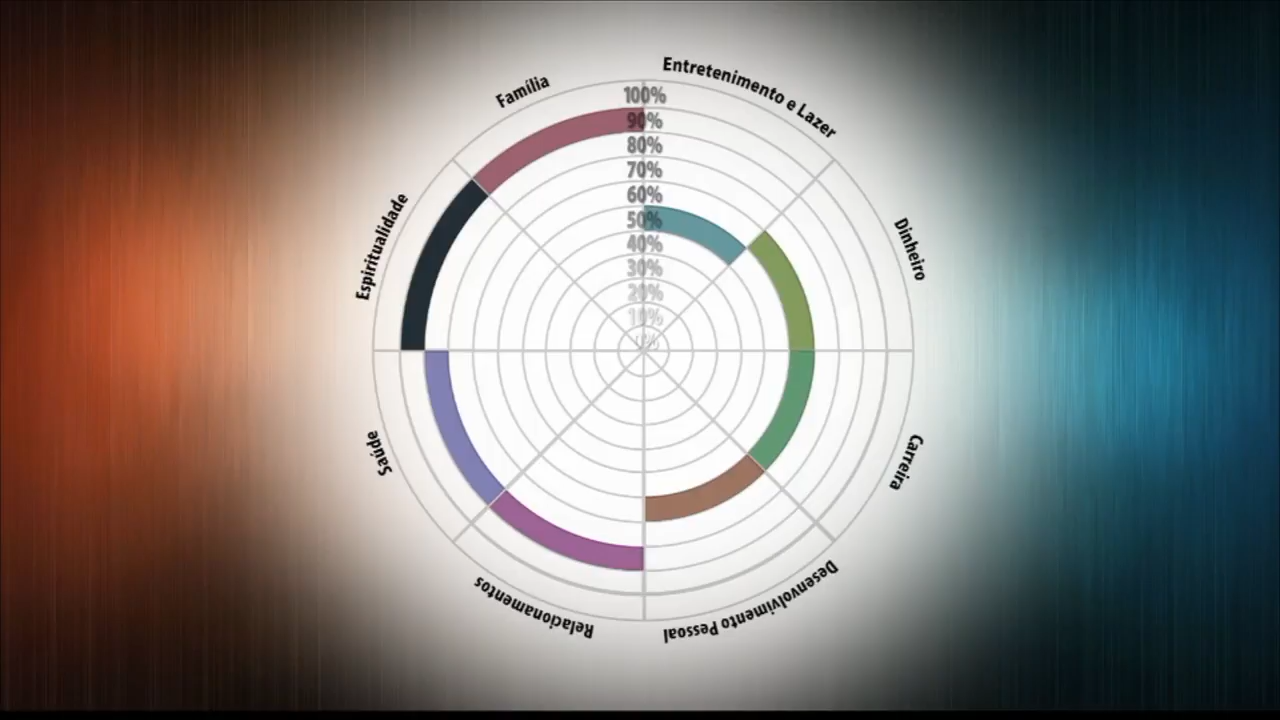 Entretenimento e Lazer
Dinheiro
Carreira
Desenvolvimento Pessoal
Relacionamentos
Saúde
Espiritualidade
Família
100%
90%
80%
70%
60%
50%
40%
30%
20%
10%
0%